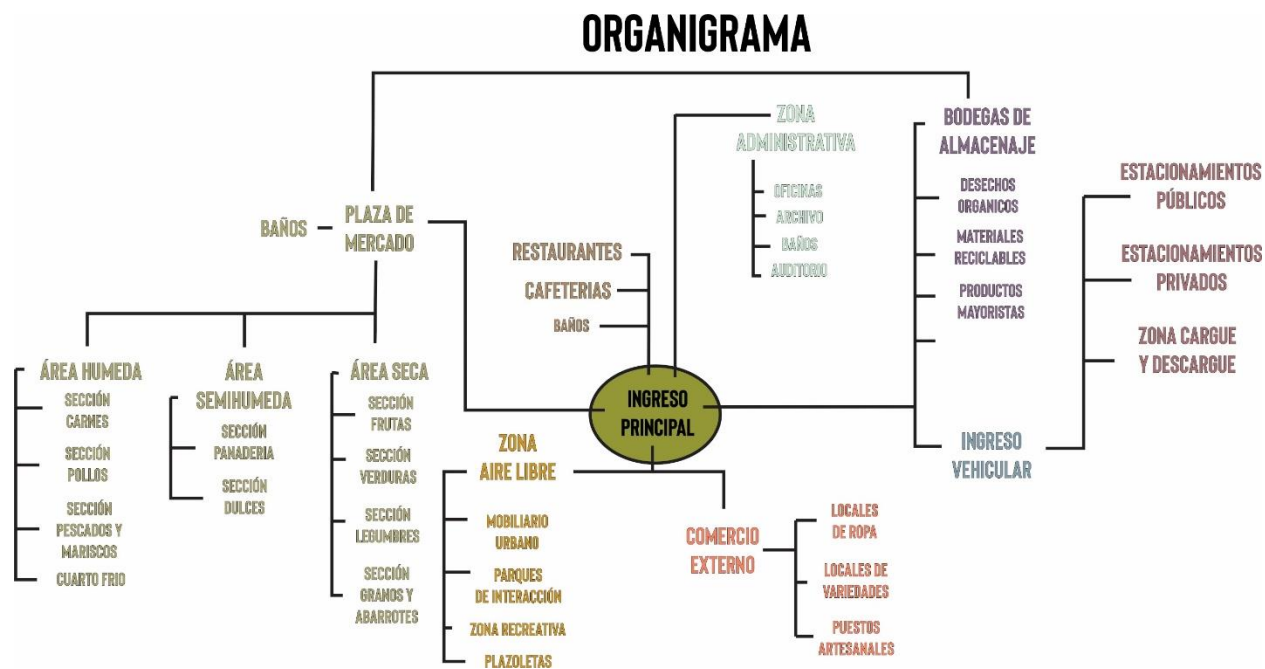 ORGANIGRAMA
ZONA
ADMINISTRATIVA
OFICINAS
ARCHIVO
BAÑOS
AUDITORIO
BODEGAS DE
ALMACENAJE
DESECHOS
ORGANICOS
MATERIALES
RECICLABLES
PRODUCTOS
MAYORISTAS
ESTACIONAMIENTOS
PÚBLICOS
ESTACIONAMIENTOS
PRIVADOS
ZONA CARGUE
Y DESCARGUE
BAÑOS
PLAZA DE
MERCADO
RESTAURANTES
CAFETERIAS
BAÑOS
INGRESO
PRINCIPAL
INGRESO
VEHICULAR
ÁREA HUMEDA
SECCIÓN
CARNES
SECCIÓN
POLLOS
SECCIÓN
PESCADOS Y
MARISCOS
CUARTO FRIO
ÁREA
SEMIHUMEDA
SECCIÓN
PANADERIA
SECCIÓN
DULCES
ÁREA SECA
SECCIÓN
FRUTAS
SECCIÓN
VERDURAS
SECCIÓN
LEGUMBRES
SECCIÓN
GRANOS Y
ABARROTES
ZONA
AIRE LIBRE
MOBILIARIO
URBANO
PARQUES
DE INTERACCIÓN
ZONA RECREATIVA
PLAZOLETAS
COMERCIO
EXTERNO
LOCALES
DE ROPA
LOCALES DE
VARIEDADES
PUESTOS
ARTESANALES